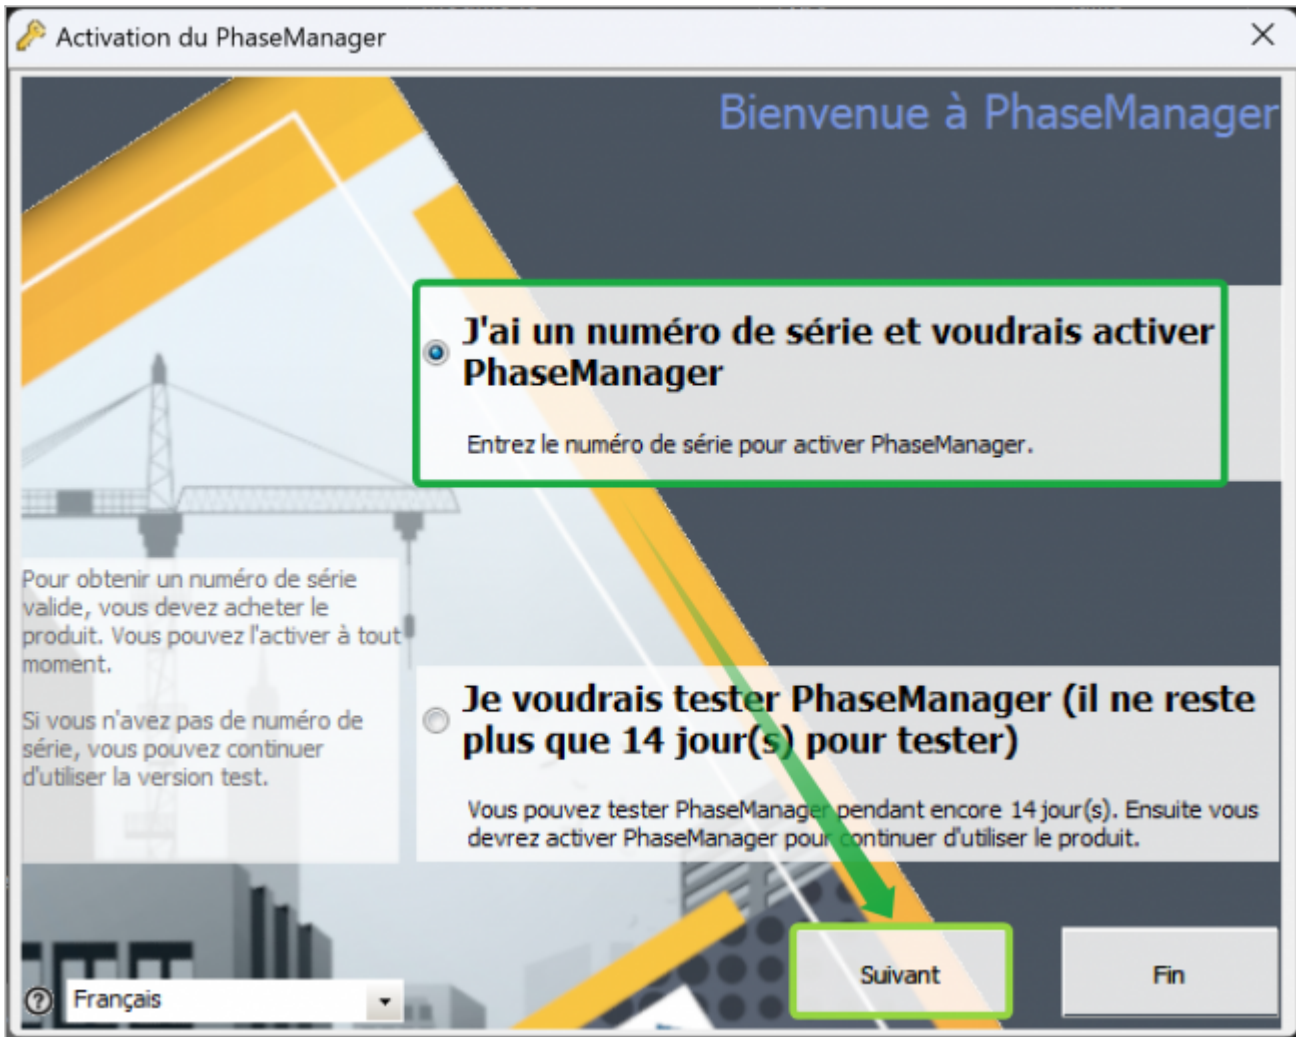 Activation du PhaseManager
Bienvenue à PhaseManager
J'ai un numéro de série et voudrais activer
PhaseManager
Entrez le numéro de série pour activer PhaseManager.
Pour obtenir un numéro de série
valide, vous devez acheter le
produit. Vous pouvez l'activer à tout
moment.
Si vous n'avez pas de numéro de
série, vous pouvez continuer
d'utiliser la version test.
Je voudrais tester PhaseManager (il ne reste
plus que 14 jour(s) pour tester)
Vous pouvez tester PhaseManager pendant encore 14 jour(s). Ensuite vous
devrez activer PhaseManager pour continuer d'utiliser le produit.
Français
Suivant
Fin